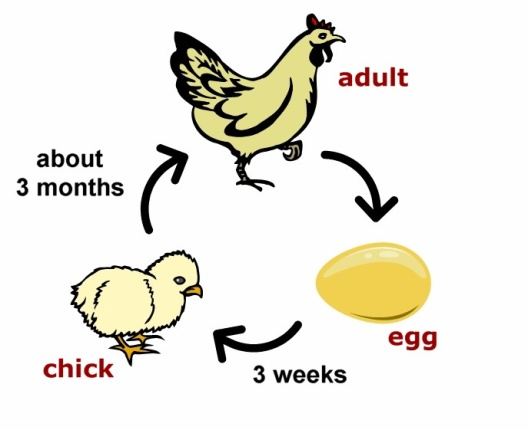 adult
about
3 months
egg
chick
3 weeks